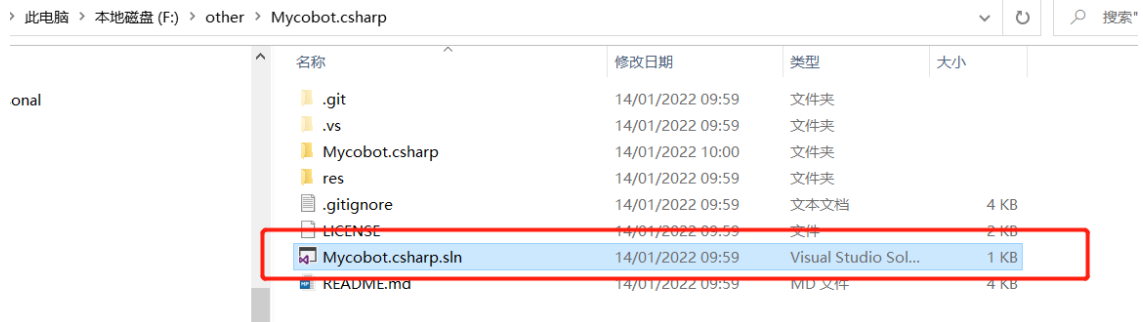 此电脑 > 本地磁盘 (F:) > other > Mycobot.csharp 搜索"
名称 修改日期 类型 大小
onal
.git 14/01/2022 09:59 文件夹
.vs 14/01/2022 09:59 文件夹
Mycobot.csharp 14/01/2022 10:00 文件夹
res 14/01/2022 09:59 文件夹
.gitignore 14/01/2022 09:59 文本文档 4 KB
LICENSE 14/01/2022 09:59 文件 2 KB
Mycobot.csharp.sln 14/01/2022 09:59 Visual Studio Sol... 1 KB
README.md 14/01/2022 09:59 MD 文件 4 KB